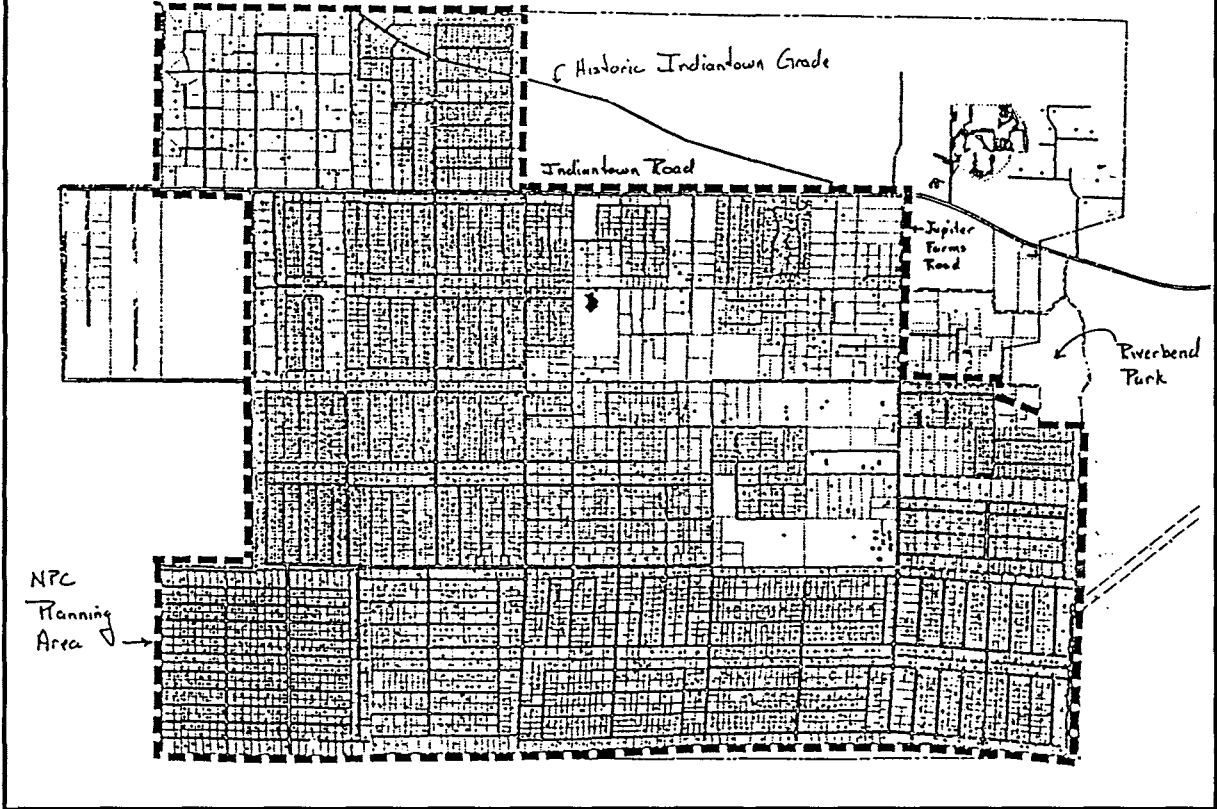 Historic Indiantown Grade
Indiantown Road
Jupiter
Farms
Road
Riverbend
Park
NPC
Planning
Area